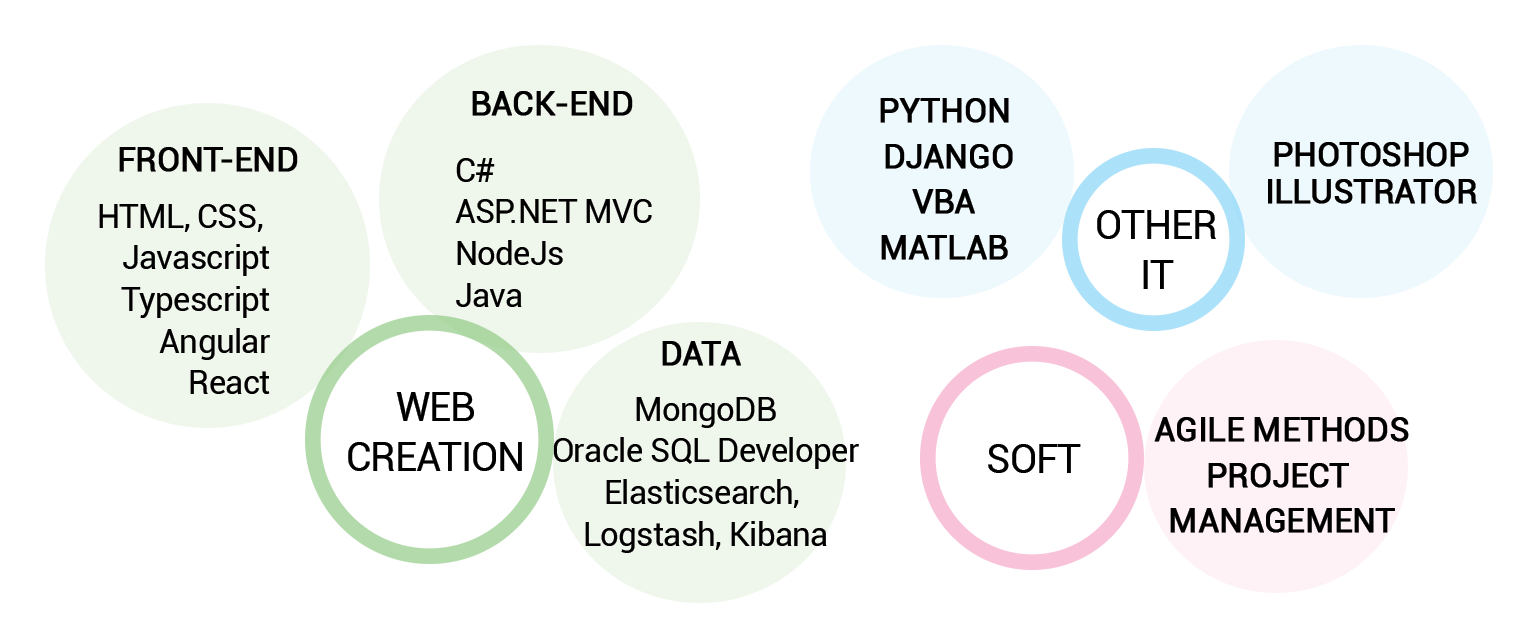 FRONT-END
HTML, CSS,
Javascript
Typescript
Angular
React
BACK-END
C#
ASP.NET MVC
NodeJs
Java
WEB
CREATION
DATA
MongoDB
Oracle SQL Developer
Elasticsearch,
Logstash, Kibana
PYTHON
DJANGO
VBA
MATLAB
OTHER
IT
PHOTOSHOP
ILLUSTRATOR
SOFT
AGILE METHODS
PROJECT
MANAGEMENT